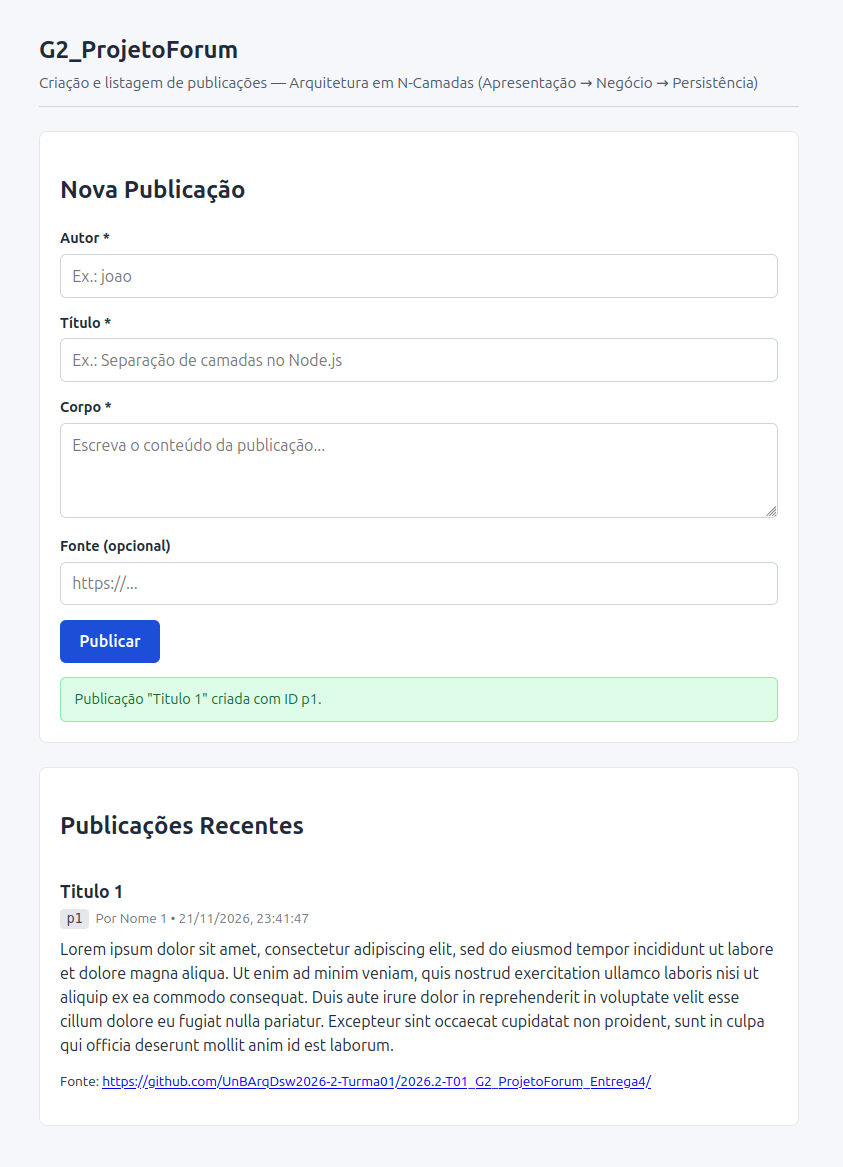 G2_ProjetoForum
Criação e listagem de publicações — Arquitetura em N-Camadas (Apresentação → Negócio → Persistência)
Nova Publicação
Autor *
Ex.: joao
Título *
Ex.: Separação de camadas no Node.js
Corpo *
Escreva o conteúdo da publicação...
Fonte (opcional)
https://...
Publicar
Publicação "Titulo 1" criada com ID p1.
Publicações Recentes
Titulo 1
p1 Por Nome 1 • 21/11/2026, 23:41:47
Lorem ipsum dolor sit amet, consectetur adipiscing elit, sed do eiusmod tempor incididunt ut labore
et dolore magna aliqua. Ut enim ad minim veniam, quis nostrud exercitation ullamco laboris nisi ut
aliquip ex ea commodo consequat. Duis aute irure dolor in reprehenderit in voluptate velit esse
cillum dolore eu fugiat nulla pariatur. Excepteur sint occaecat cupidatat non proident, sunt in culpa
qui officia deserunt mollit anim id est laborum.
Fonte: https://github.com/UnBArqDsw2026-2-Turma01/2026.2-T01_G2_ProjetoForum_Entrega4/